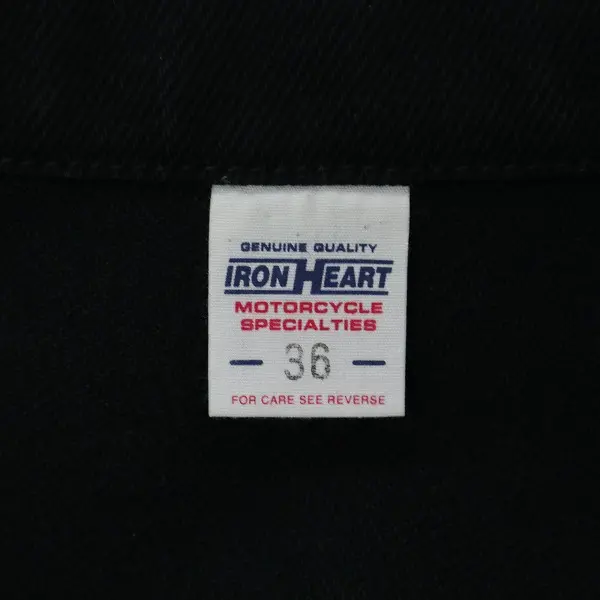 GENUINE QUALITY
IRON HEART
MOTORCYCLE
SPECIALTIES
— 36 —
FOR CARE SEE REVERSE